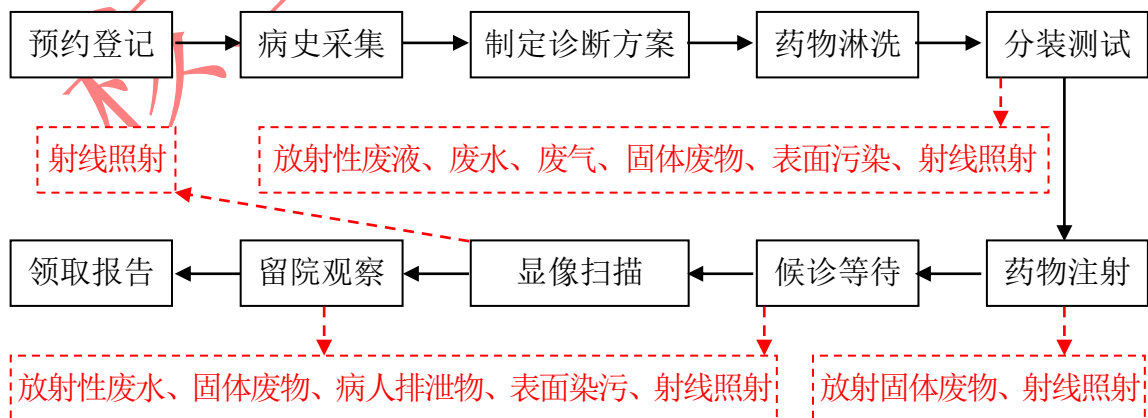 预约登记 病史采集 制定诊断方案 药物淋洗 分装测试
射线照射 放射性废液、废水、废气、固体废物、表面污染、射线照射
领取报告 留院观察 显像扫描 候诊等待 药物注射
放射性废水、固体废物、病人排泄物、表面染污、射线照射 放射固体废物、射线照射